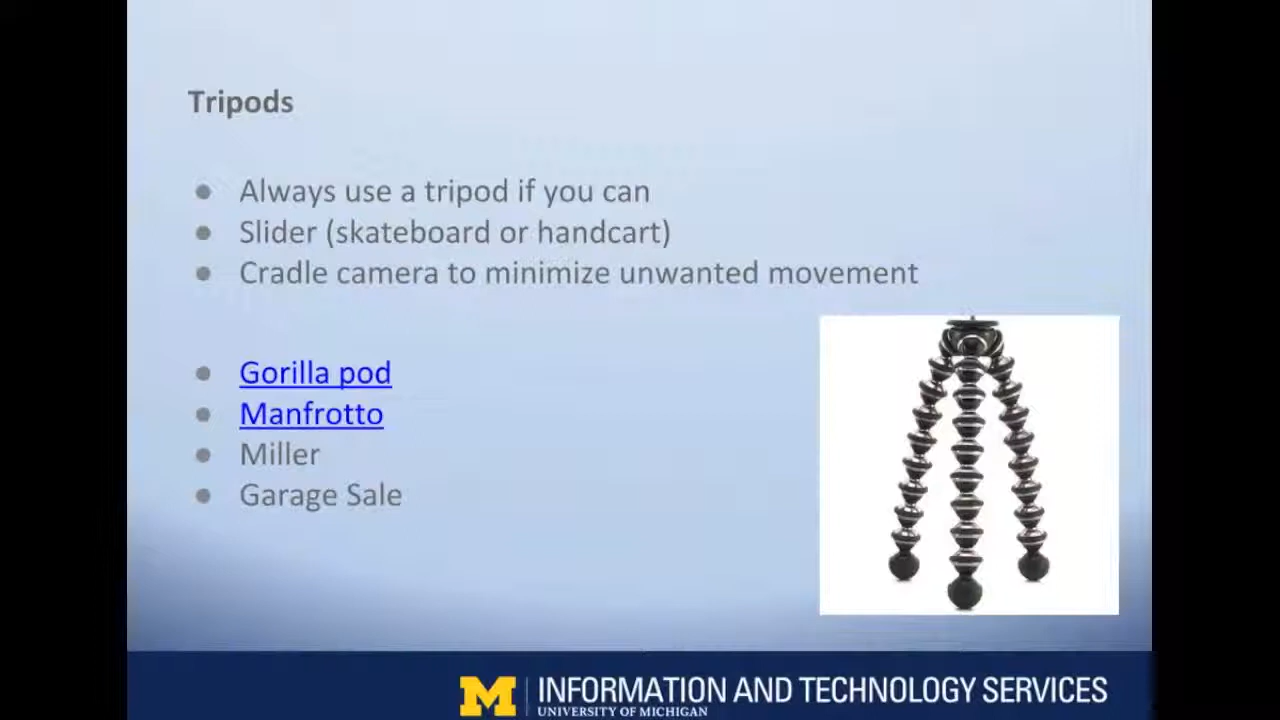 Tripods
● Always use a tripod if you can
● Slider (skateboard or handcart)
● Cradle camera to minimize unwanted movement
● Gorilla pod
● Manfrotto
● Miller
● Garage Sale
M INFORMATION AND TECHNOLOGY SERVICES
UNIVERSITY OF MICHIGAN